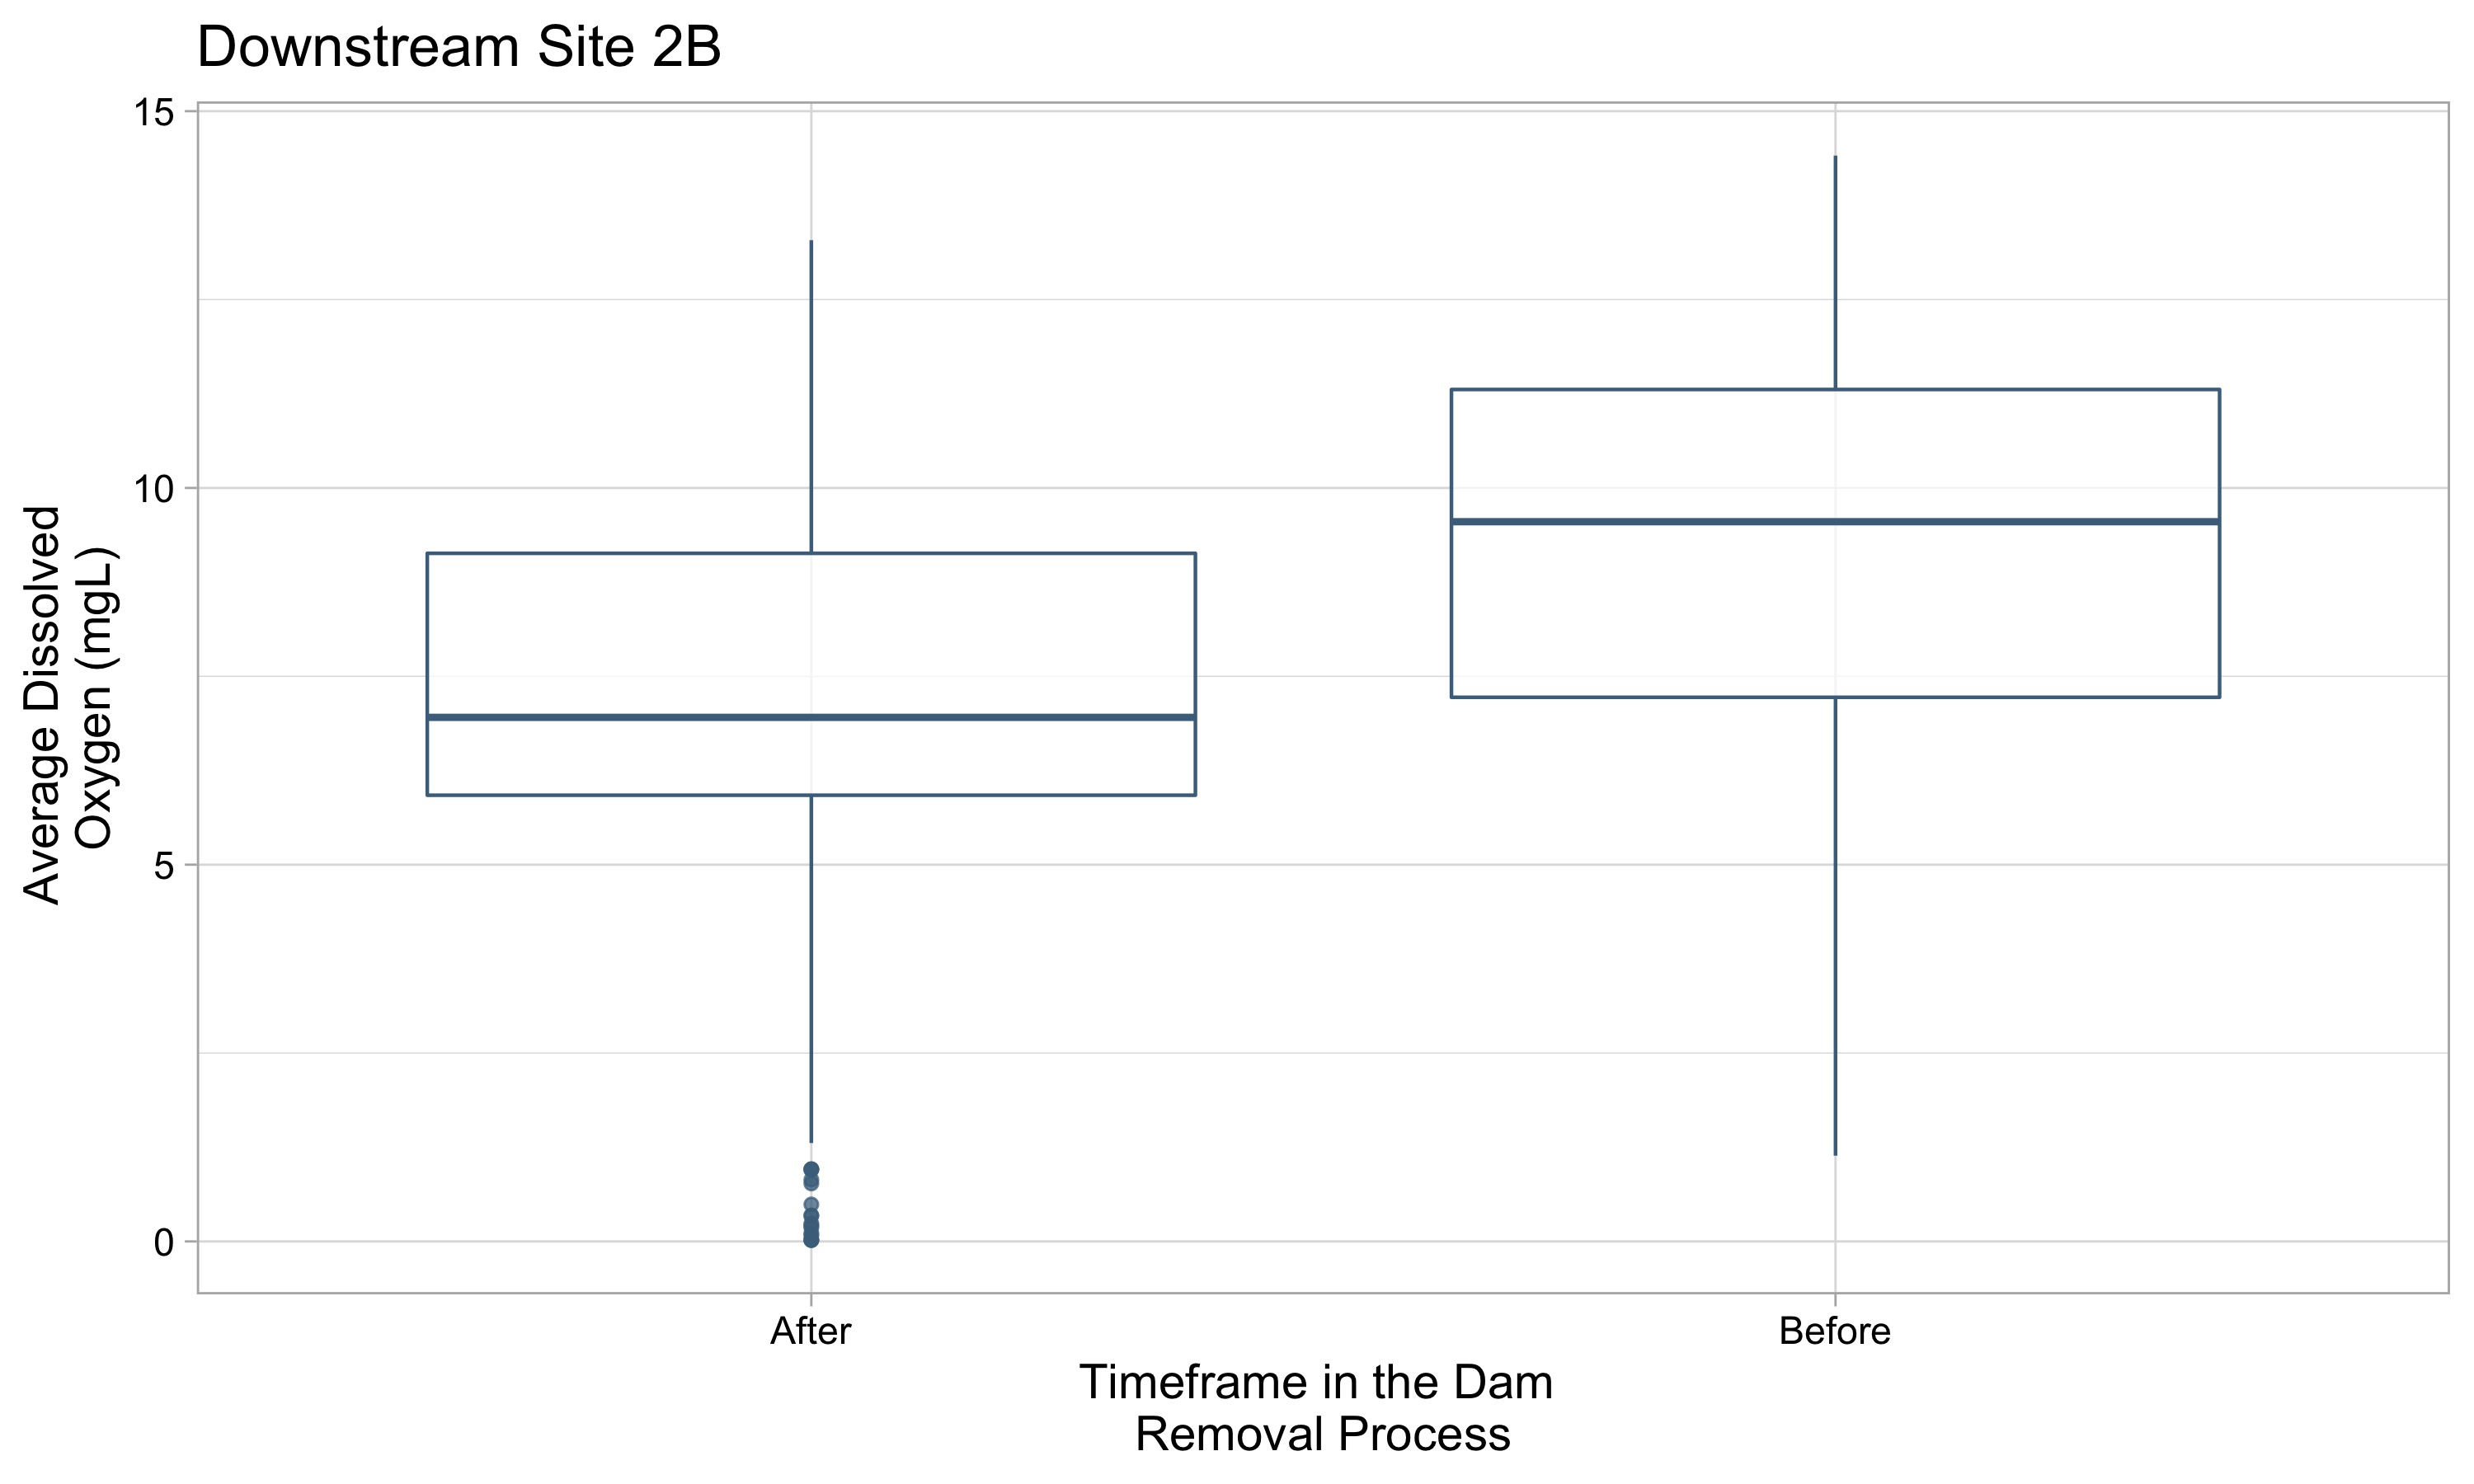 Downstream Site 2B
15
10
5
0
Average Dissolved
Oxygen (mgL)
After
Before
Timeframe in the Dam
Removal Process